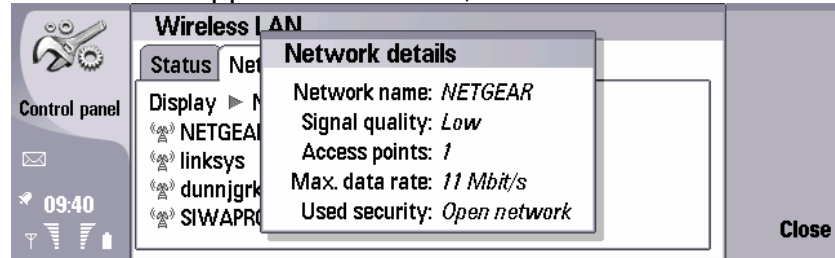 Wireless LAN
Status Net
Network details
Control panel
Display
Network name: NETGEAR
Signal quality: Low
Access points: 1
Max. data rate: 11 Mbit/s
Used security: Open network
NETGEAR
linksys
dunnjgrk
SIWAPRO
09:40
Close